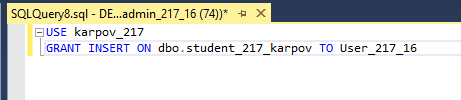 SQLQuery8.sql - DE...admin_217_16 (74))*
USE karpov_217
GRANT INSERT ON dbo.student_217_karpov TO User_217_16